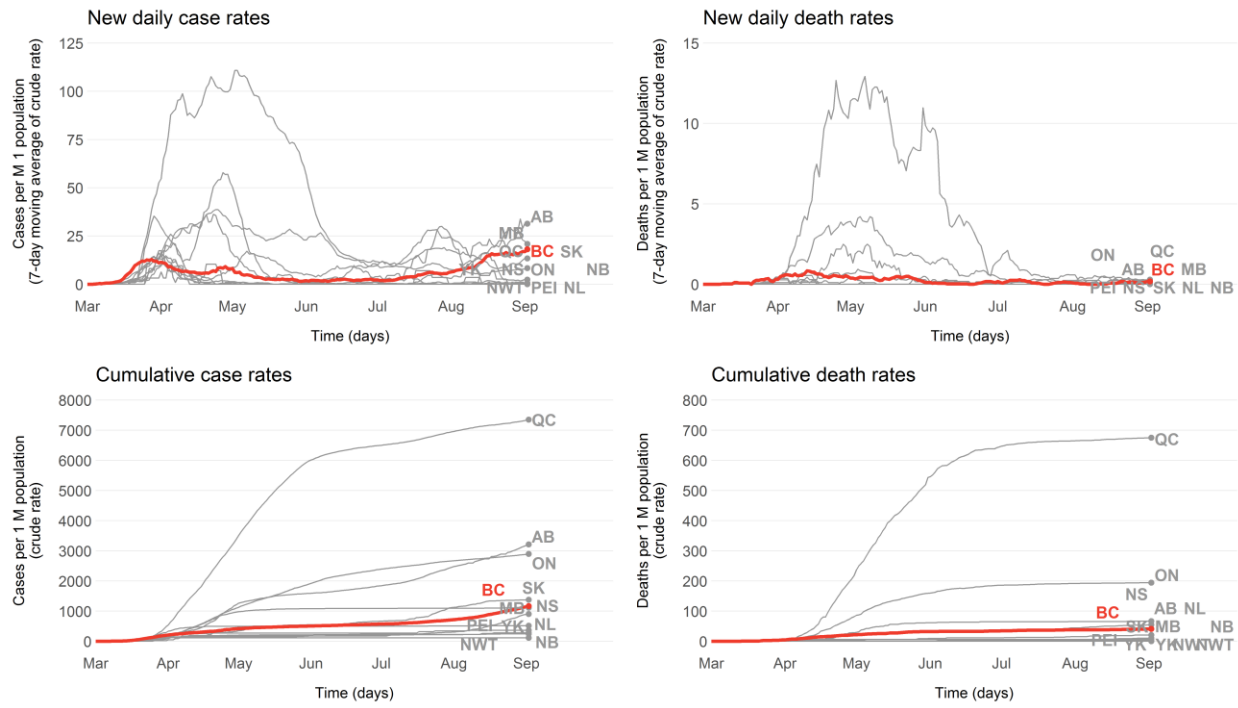 New daily case rates
Cases per M 1 population
(7-day moving average of crude rate)
125
100
75
50
25
0
AB
MB
QC BC SK
NS ON NB
NWT PEI NL
Mar Apr May Jun Jul Aug Sep
Time (days)
New daily death rates
Deaths per 1 M population
(7-day moving average of crude rate)
15
10
5
0
ON QC
AB BC MB
PEI NS SK NL NB
Mar Apr May Jun Jul Aug Sep
Time (days)
Cumulative case rates
Cases per 1 M population
(crude rate)
8000
7000
6000
5000
4000
3000
2000
1000
0
QC
AB
ON
BC SK
MB NS
PEI YK NL
NWT NB
Mar Apr May Jun Jul Aug Sep
Time (days)
Cumulative death rates
Deaths per 1 M population
(crude rate)
800
700
600
500
400
300
200
100
0
QC
ON
NS
BC AB NL
SK MB NB
PEI YK YK NWT
Mar Apr May Jun Jul Aug Sep
Time (days)